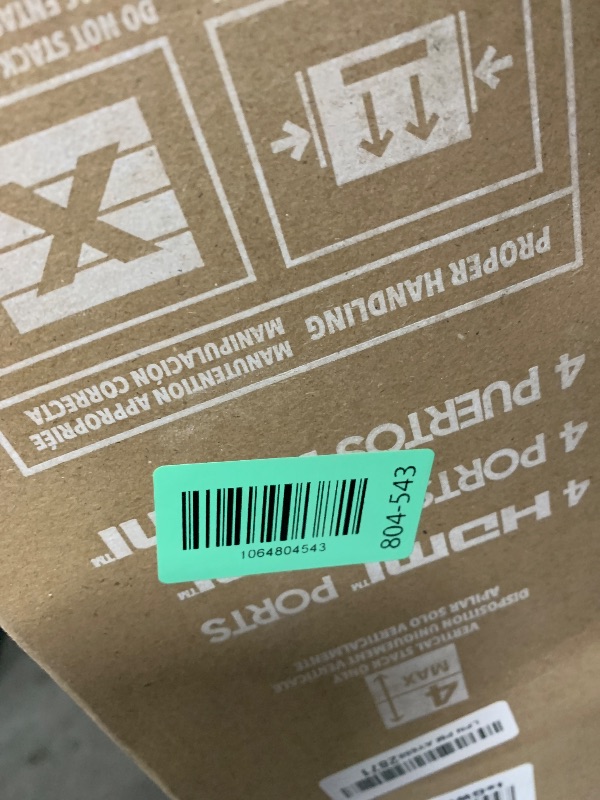 1064804543
804-543
4 MAX
VERTICAL STACK ONLY
DISPOSITION UNIQUEMENT VERTICALE
APILAR SOLO VERTICALMENTE
4 HDMI™ PORTS
4 PORTS
4 PUERTOS
MANUTENTION APPROPRIÉE
MANIPULACIÓN CORRECTA
PROPER HANDLING
DO NOT STACK